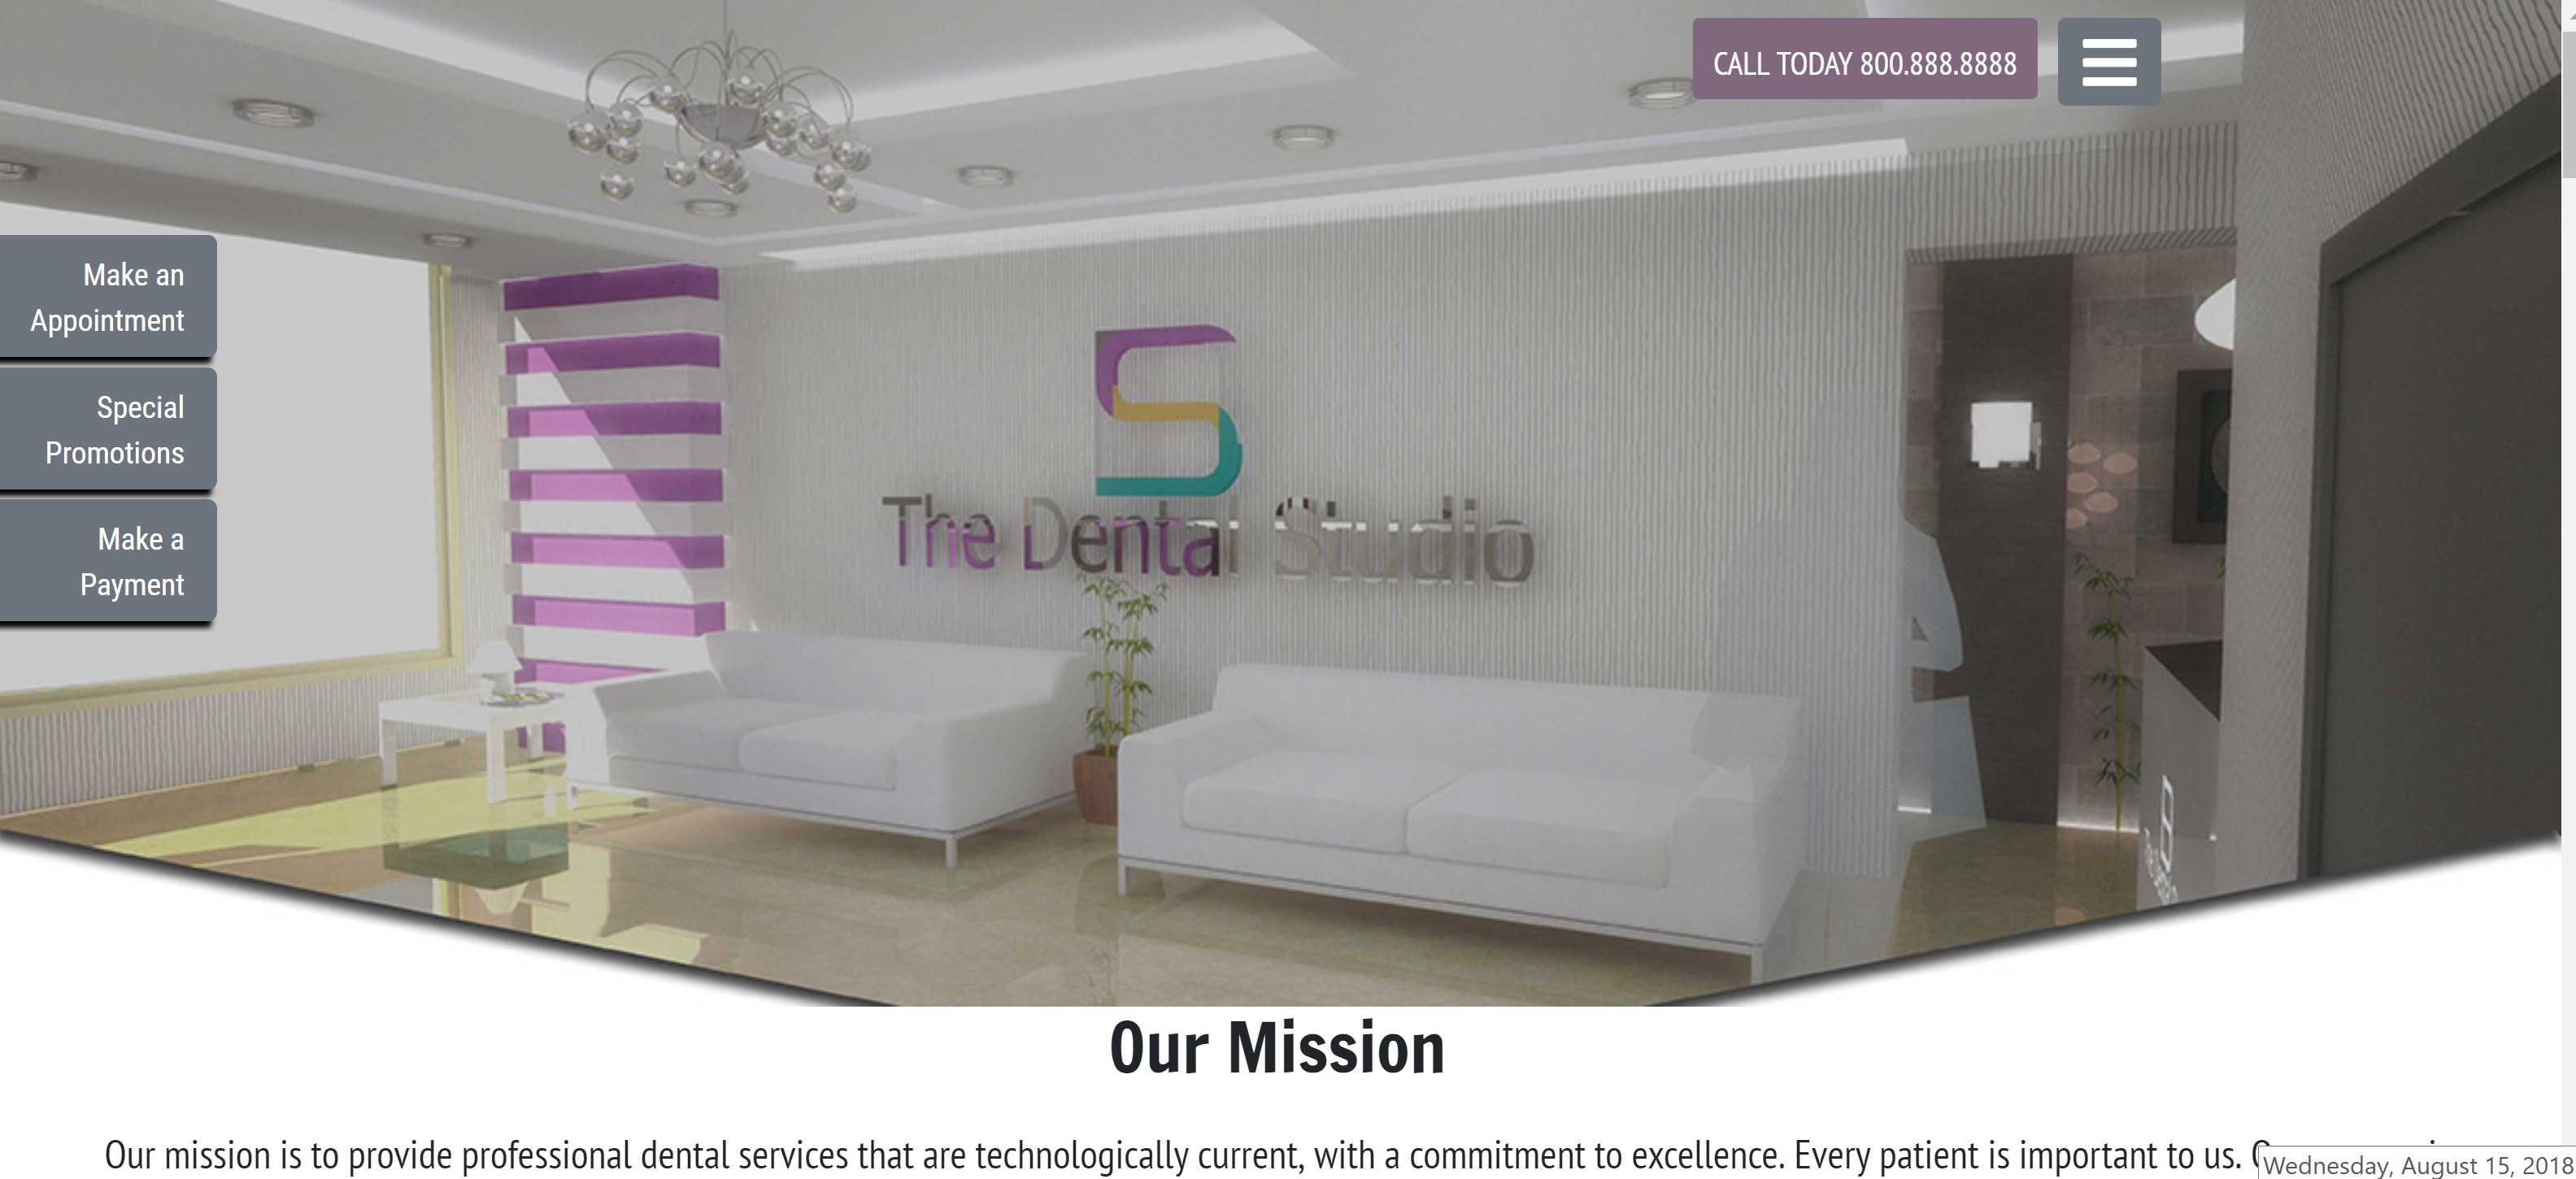 CALL TODAY 800.888.8888
Make an
Appointment
Special
Promotions
Make a
Payment
The Dental Studio
Our Mission
Our mission is to provide professional dental services that are technologically current, with a commitment to excellence. Every patient is important to us.
Wednesday, August 15, 2018